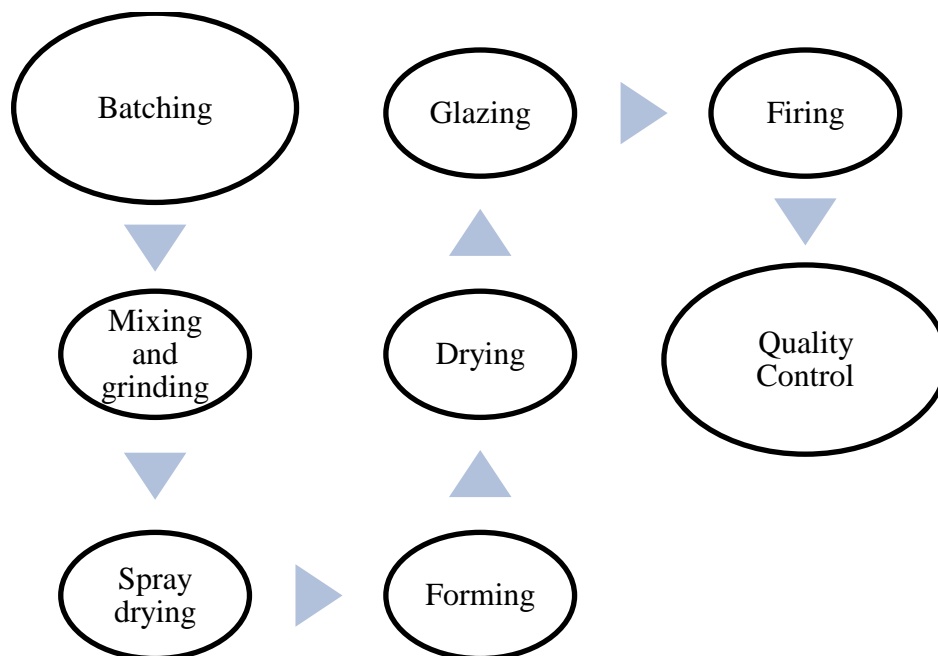 Batching
Mixing
and
grinding
Spray
drying
Forming
Drying
Glazing
Firing
Quality
Control